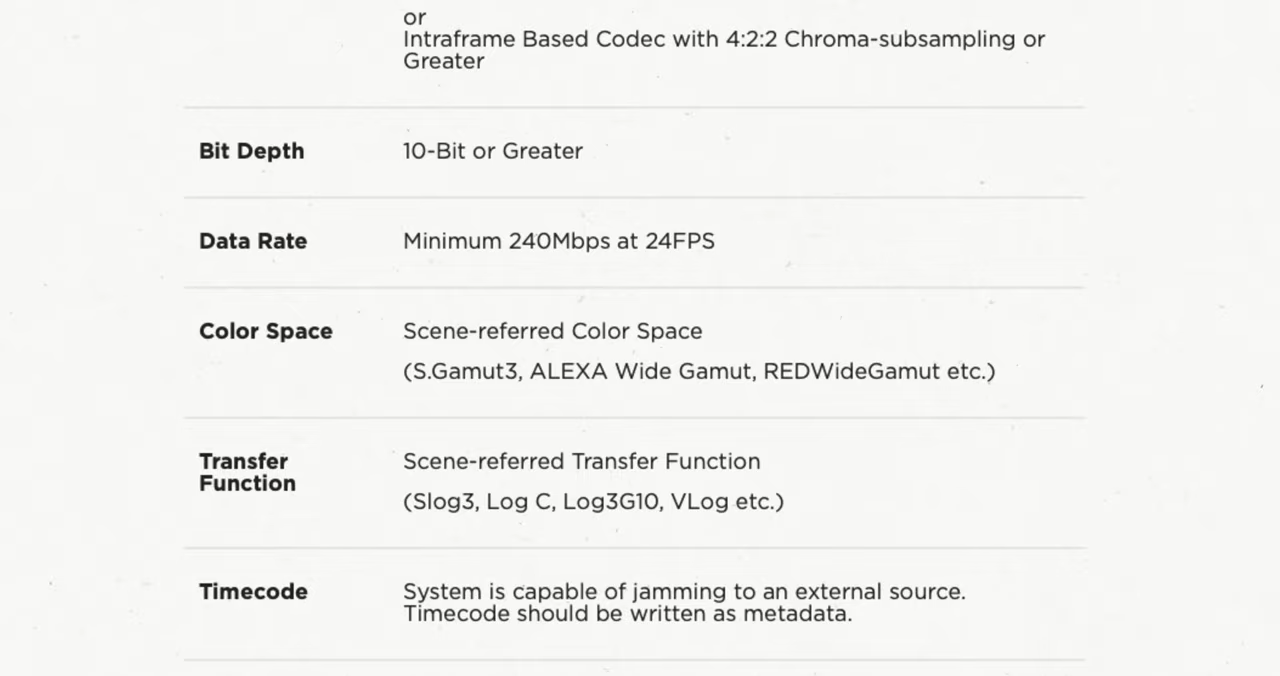 or
Intraframe Based Codec with 4:2:2 Chroma-subsampling or
Greater
Bit Depth
10-Bit or Greater
Data Rate
Minimum 240Mbps at 24FPS
Color Space
Scene-referred Color Space
(S.Gamut3, ALEXA Wide Gamut, REDWideGamut etc.)
Transfer
Function
Scene-referred Transfer Function
(Slog3, Log C, Log3G10, VLog etc.)
Timecode
System is capable of jamming to an external source.
Timecode should be written as metadata.